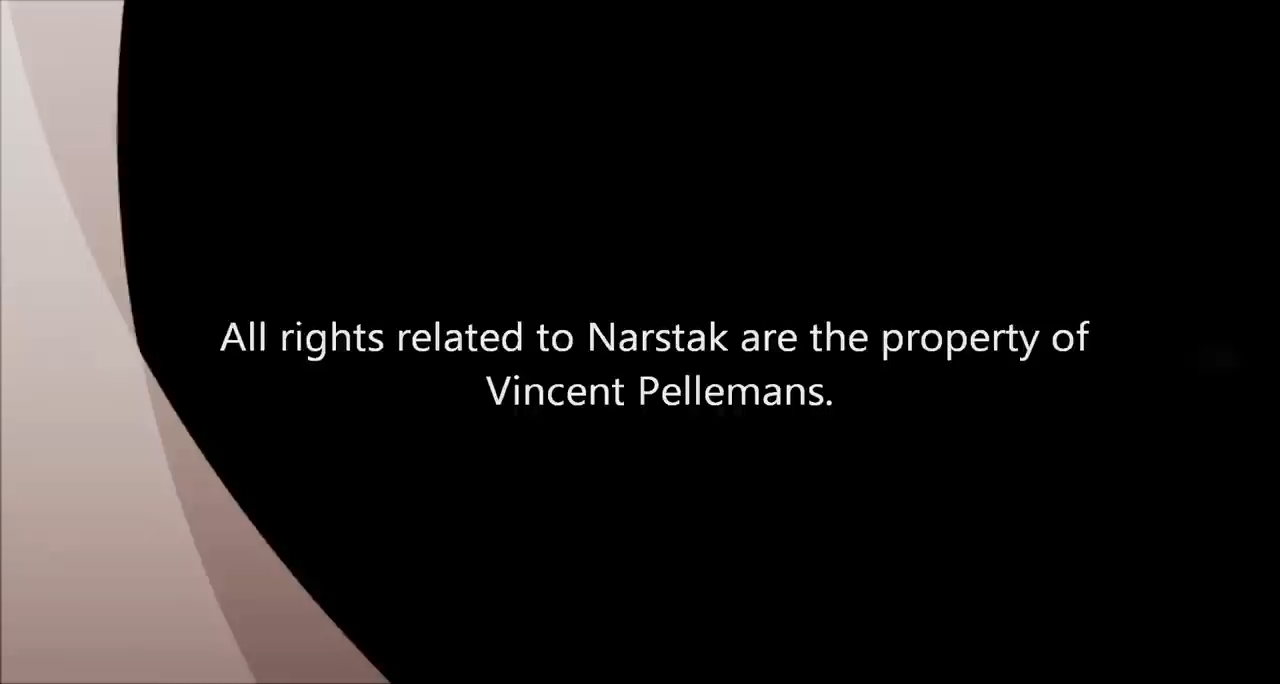 All rights related to Narstak are the property of
Vincent Pellemans.